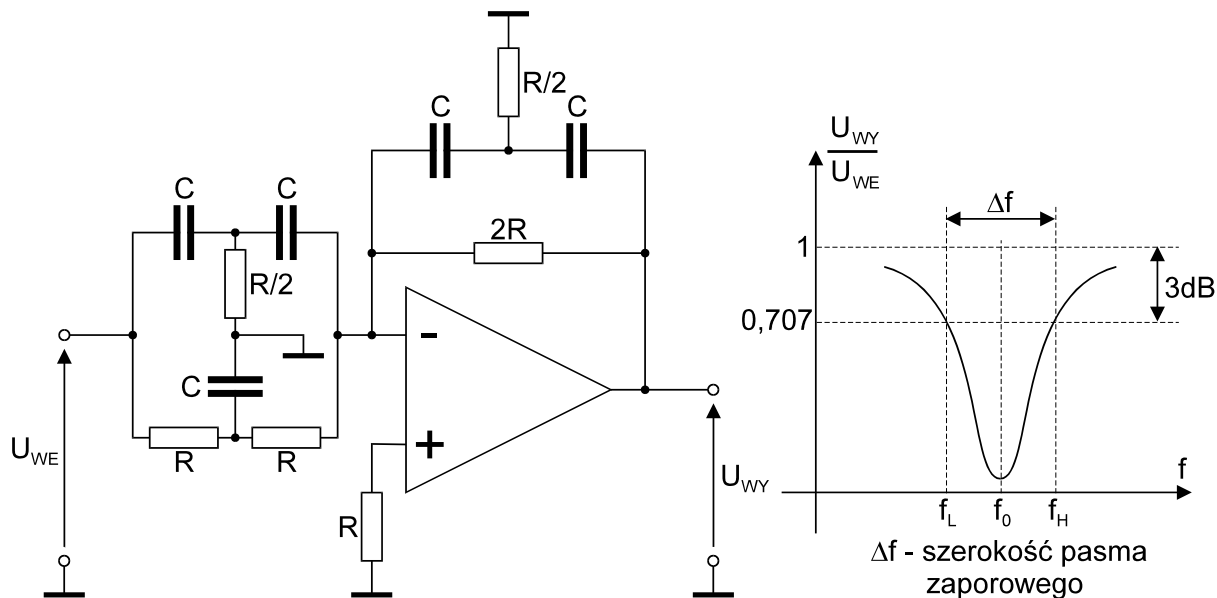 R/2
C
C
C
C
2R
R/2
-
C
+
R
R
R
U_WE
U_WY
U_WY
U_WE
Δf
1
3dB
0,707
f
f_L
f_0
f_H
Δf - szerokość pasma
zaporowego